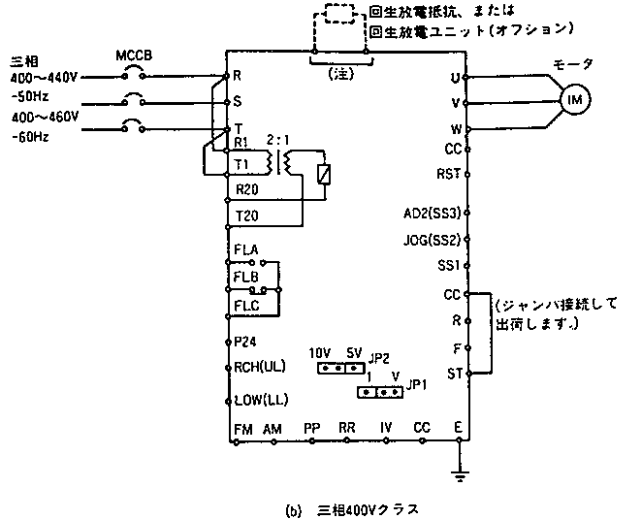 回生放電抵抗、または
回生放電ユニット(オプション)
三相
MCCB
400～440V
-50Hz
400～460V
-60Hz
(注)
モータ
R
S
T
R1
2:1
T1
R20
T20
FLA
FLB
FLC
P24
RCH(UL)
LOW(LL)
U
V
W
IM
CC
RST
AD2(SS3)
JOG(SS2)
SS1
CC
R
F
ST
(ジャンパ接続して
出荷します｡)
10V 5V
JP2
I V
JP1
FM AM PP RR IV CC E
(b) 三相400Vクラス